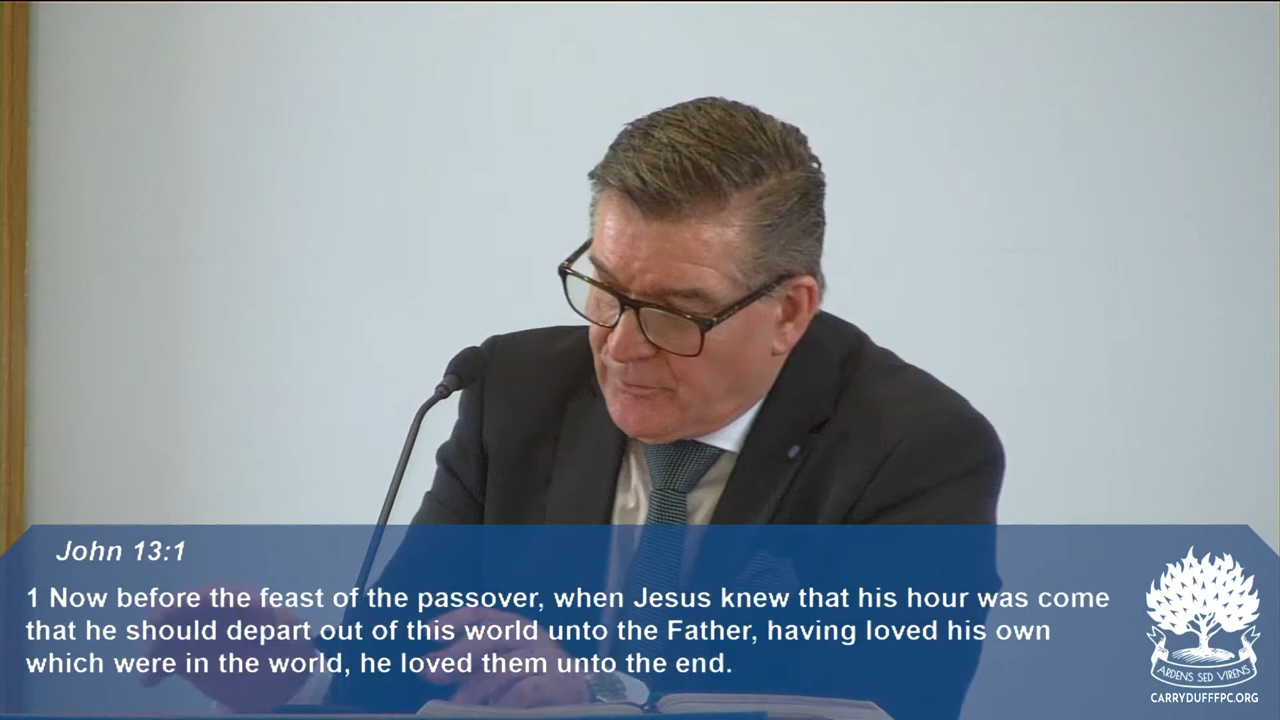 John 13:1
1 Now before the feast of the passover, when Jesus knew that his hour was come
that he should depart out of this world unto the Father, having loved his own
which were in the world, he loved them unto the end.
ARDENS SED VIRENS
CARRYDUFFFPC.ORG